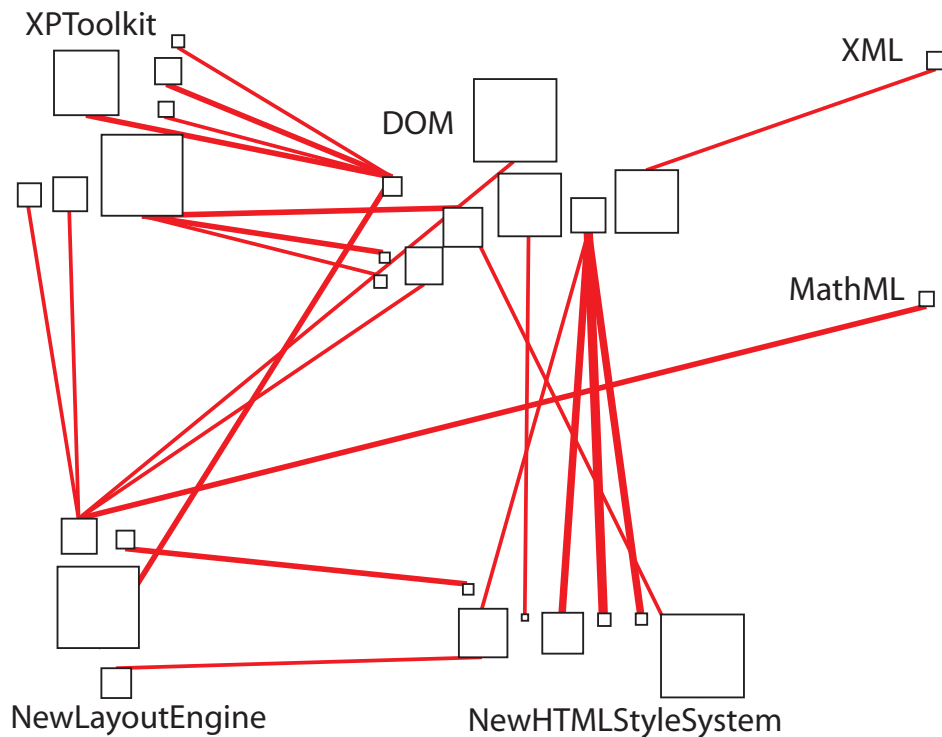 XPToolkit
XML
DOM
MathML
NewLayoutEngine
NewHTMLStyleSystem